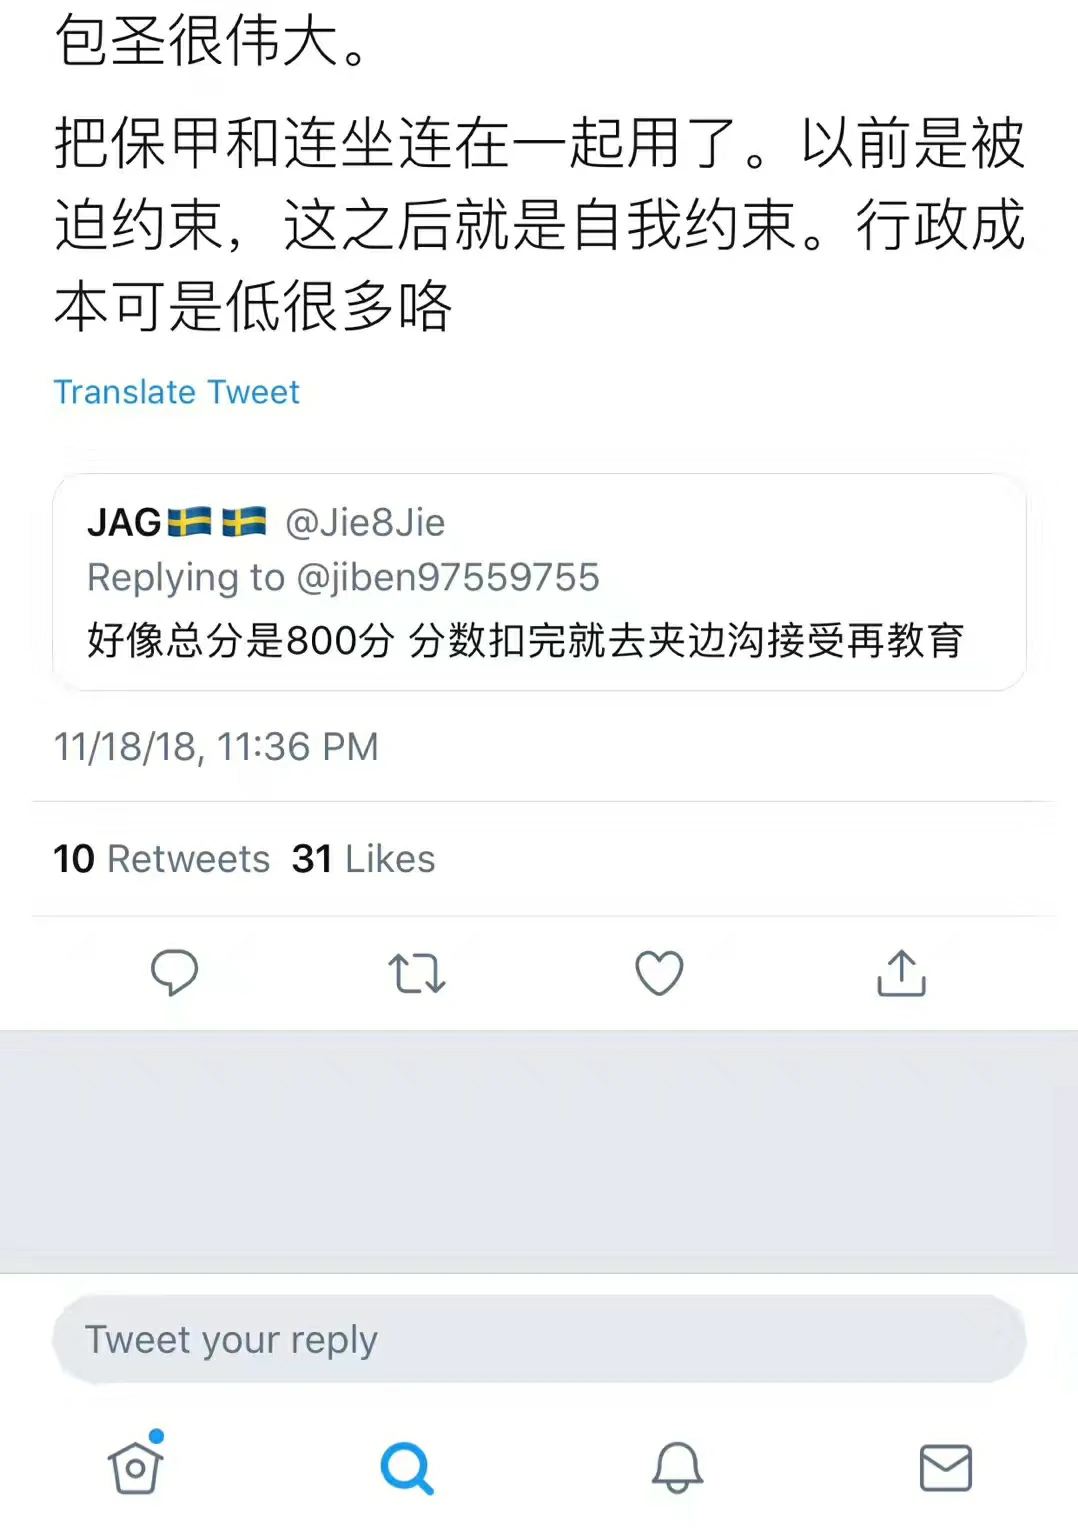 包圣很伟大。
把保甲和连坐连在一起用了。以前是被
迫约束，这之后就是自我约束。行政成
本可是低很多咯
Translate Tweet
JAG🇸🇪🇸🇪 @Jie8Jie
Replying to @jiben97559755
好像总分是800分 分数扣完就去夹边沟接受再教育
11/18/18, 11:36 PM
10 Retweets 31 Likes
Tweet your reply